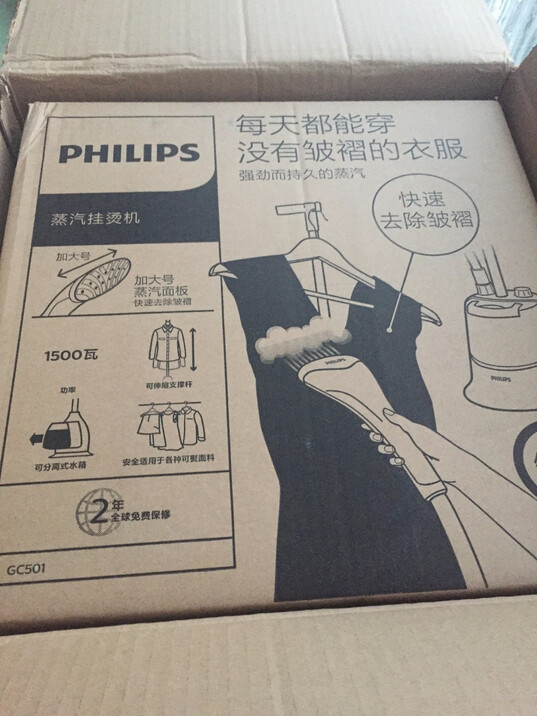 PHILIPS
蒸汽挂烫机
加大号
加大号
蒸汽面板
快速去除皱褶
1500瓦
功率
可伸缩支撑杆
可分离式水箱
安全适用于各种可熨面料
2年
全球免费保修
GC501
每天都能穿
没有皱褶的衣服
强劲而持久的蒸汽
快速
去除皱褶
PHILIPS
PHILIPS